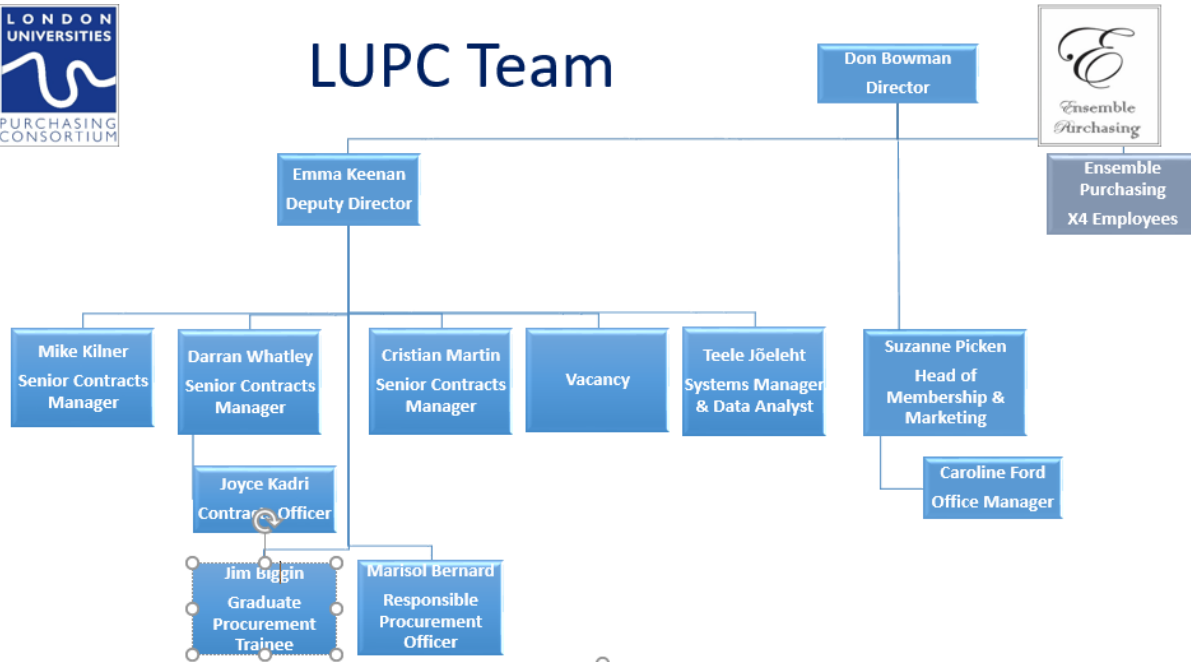 LONDON
UNIVERSITIES
PURCHASING
CONSORTIUM
LUPC Team
Don Bowman
Director
E
Ensemble
Purchasing
Emma Keenan
Deputy Director
Ensemble
Purchasing
X4 Employees
Mike Kilner
Senior Contracts
Manager
Darran Whatley
Senior Contracts
Manager
Cristian Martin
Senior Contracts
Manager
Vacancy
Teele Jõeleht
Systems Manager
& Data Analyst
Suzanne Picken
Head of
Membership &
Marketing
Joyce Kadri
Contracts Officer
Caroline Ford
Office Manager
Jim Biggin
Graduate
Procurement
Trainee
Marisol Bernard
Responsible
Procurement
Officer